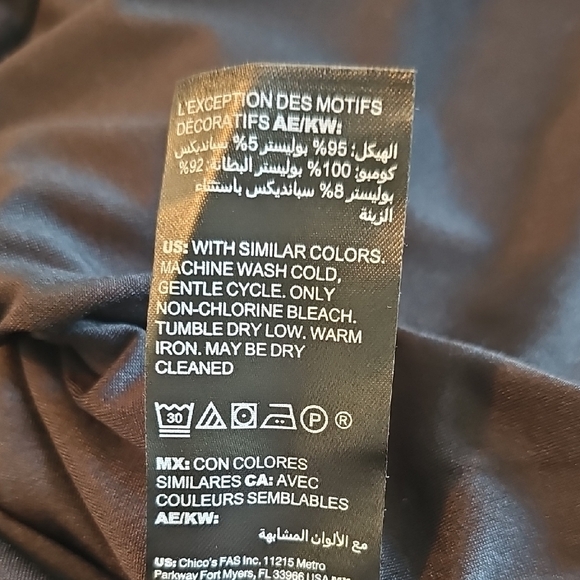 L'EXCEPTION DES MOTIFS
DÉCORATIFS AE/KW:
الهيكل: 95% بوليستر 5% سبانديكس
كومبو: 100% بوليستر البطانة: 92%
بوليستر 8% سبانديكس باستثناء
الزينة
US: WITH SIMILAR COLORS.
MACHINE WASH COLD,
GENTLE CYCLE. ONLY
NON-CHLORINE BLEACH.
TUMBLE DRY LOW. WARM
IRON. MAY BE DRY
CLEANED
30 P ®
MX: CON COLORES
SIMILARES CA: AVEC
COULEURS SEMBLABLES
AE/KW:
مع الألوان المشابهة
US: Chico's FAS Inc. 11215 Metro
Parkway Fort Myers, FL 33966 USA